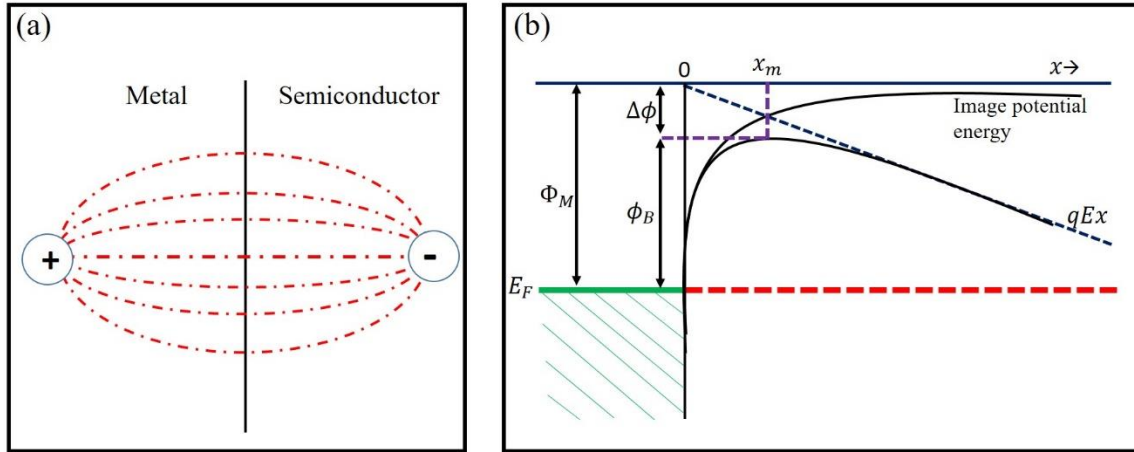 (a)
Metal
Semiconductor
+
-
(b)
0
x_m
x→
Δϕ
Image potential
energy
Φ_M
ϕ_B
qEx
E_F